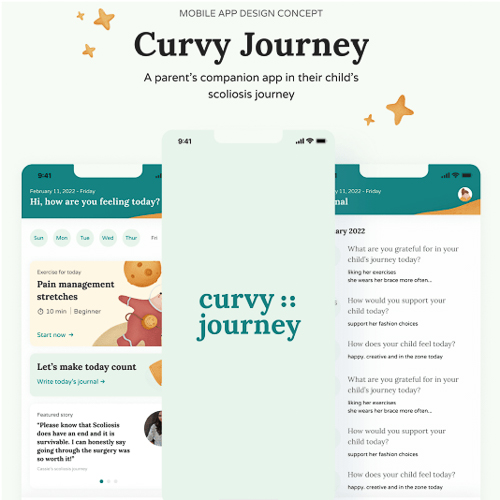 MOBILE APP DESIGN CONCEPT
Curvy Journey
A parent's companion app in their child's
scoliosis journey
9:41
February 11, 2022 - Friday
Hi, how are you feeling today?
Sun Mon Tue Wed Thur Fri
Exercise for today
Pain management
stretches
10 min | Beginner
Start now →
Let's make today count
Write today's journal →
Featured story
"Please know that Scoliosis
does have an end and it is
survivable. I can honestly say
going through the surgery was
so worth it!"
9:41
curvy ::
journey
11, 2022 - Friday
nal
ary 2022
What are you grateful for in your
child's journey today?
liking her exercises
she wears her brace more often...
How would you support your
child today?
support her fashion choices
How does your child feel today?
happy, creative and in the zone today
What are you grateful for in your
child's journey today?
liking her exercises
she wears her brace more often...
How would you support your
child today?
support her fashion choices
How does your child feel today?
happy, creative and in the zone today